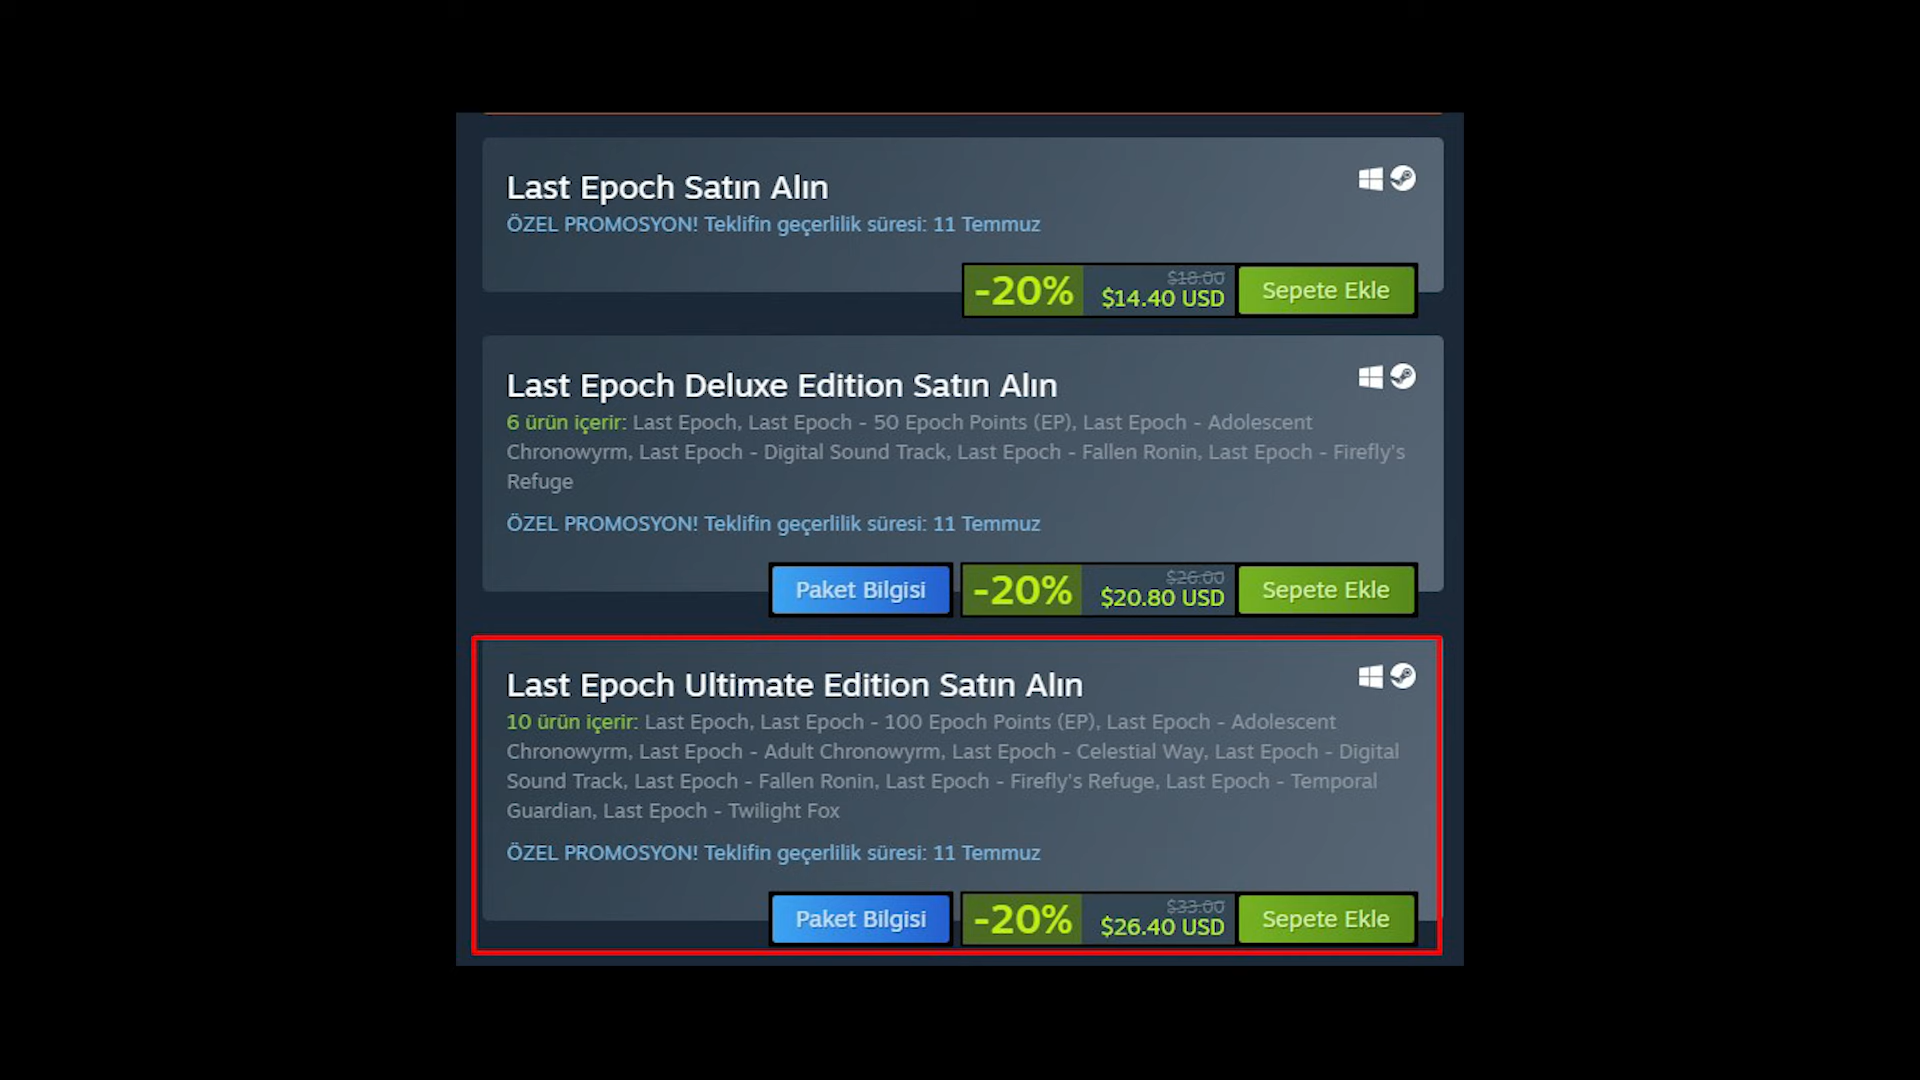 Last Epoch Satın Alın
ÖZEL PROMOSYON! Teklifin geçerlilik süresi: 11 Temmuz
-20%
$18.00
$14.40 USD
Sepete Ekle
Last Epoch Deluxe Edition Satın Alın
6 ürün içerir: Last Epoch, Last Epoch - 50 Epoch Points (EP), Last Epoch - Adolescent
Chronowyrm, Last Epoch - Digital Sound Track, Last Epoch - Fallen Ronin, Last Epoch - Firefly's
Refuge
ÖZEL PROMOSYON! Teklifin geçerlilik süresi: 11 Temmuz
Paket Bilgisi
-20%
$26.00
$20.80 USD
Sepete Ekle
Last Epoch Ultimate Edition Satın Alın
10 ürün içerir: Last Epoch, Last Epoch - 100 Epoch Points (EP), Last Epoch - Adolescent
Chronowyrm, Last Epoch - Adult Chronowyrm, Last Epoch - Celestial Way, Last Epoch - Digital
Sound Track, Last Epoch - Fallen Ronin, Last Epoch - Firefly's Refuge, Last Epoch - Temporal
Guardian, Last Epoch - Twilight Fox
ÖZEL PROMOSYON! Teklifin geçerlilik süresi: 11 Temmuz
Paket Bilgisi
-20%
$33.00
$26.40 USD
Sepete Ekle